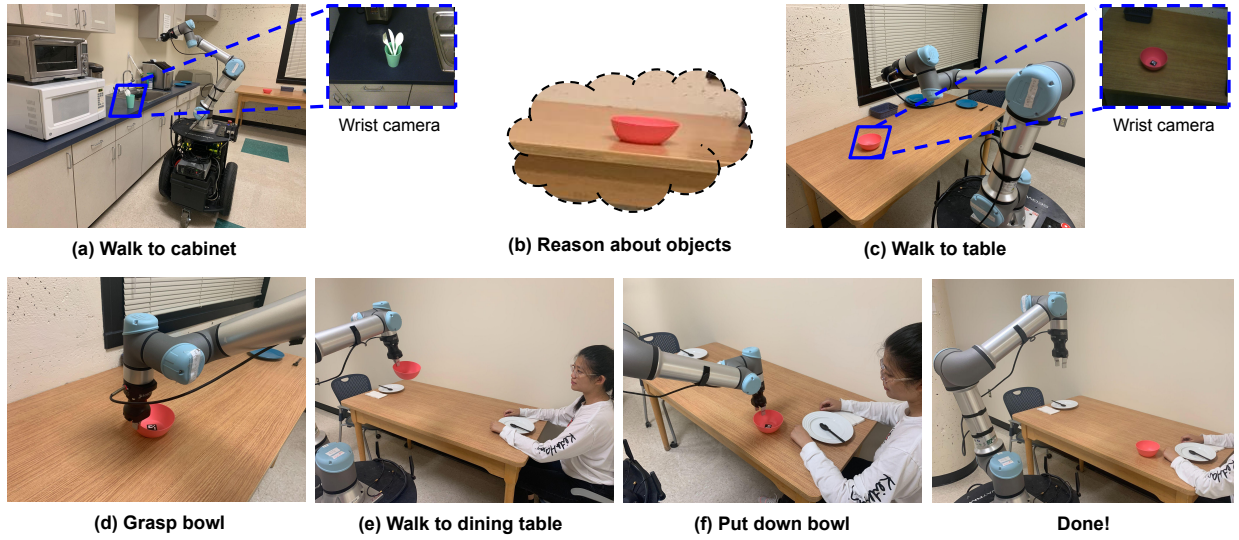 Wrist camera
Wrist camera
(a) Walk to cabinet
(b) Reason about objects
(c) Walk to table
(d) Grasp bowl
(e) Walk to dining table
(f) Put down bowl
Done!